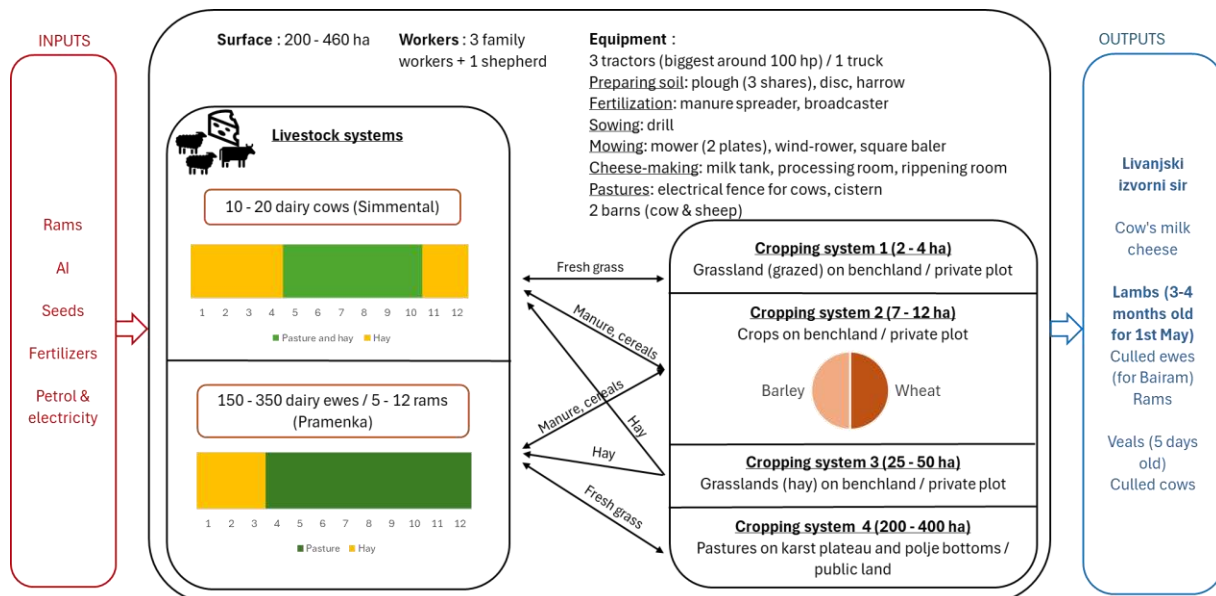 INPUTS
Rams
AI
Seeds
Fertilizers
Petrol &
electricity
Surface : 200 - 460 ha
Workers : 3 family
workers + 1 shepherd
Equipment :
3 tractors (biggest around 100 hp) / 1 truck
Preparing soil: plough (3 shares), disc, harrow
Fertilization: manure spreader, broadcaster
Sowing: drill
Mowing: mower (2 plates), wind-rower, square baler
Cheese-making: milk tank, processing room, rippening room
Pastures: electrical fence for cows, cistern
2 barns (cow & sheep)
Livestock systems
10 - 20 dairy cows (Simmental)
1 2 3 4 5 6 7 8 9 10 11 12
Pasture and hay Hay
150 - 350 dairy ewes / 5 - 12 rams
(Pramenka)
1 2 3 4 5 6 7 8 9 10 11 12
Pasture Hay
Fresh grass
Manure, cereals
Manure, cereals
Hay
Hay
Fresh grass
Cropping system 1 (2 - 4 ha)
Grassland (grazed) on benchland / private plot
Cropping system 2 (7 - 12 ha)
Crops on benchland / private plot
Barley Wheat
Cropping system 3 (25 - 50 ha)
Grasslands (hay) on benchland / private plot
Cropping system 4 (200 - 400 ha)
Pastures on karst plateau and polje bottoms /
public land
OUTPUTS
Livanjski
izvorni sir
Cow's milk
cheese
Lambs (3-4
months old
for 1st May)
Culled ewes
(for Bairam)
Rams
Veals (5 days
old)
Culled cows